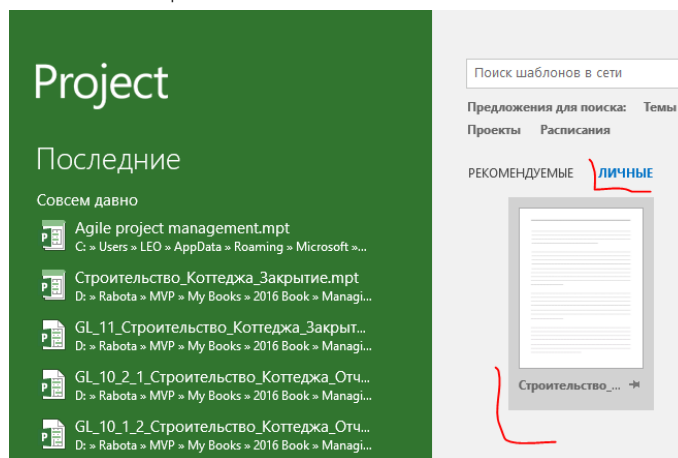 Project
Последние
Совсем давно
Agile project management.mpt
C: » Users » LEO » AppData » Roaming » Microsoft »...
Строительство_Коттеджа_Закрытие.mpt
D: » Rabota » MVP » My Books » 2016 Book » Managi...
GL_11_Строительство_Коттеджа_Закрыт...
D: » Rabota » MVP » My Books » 2016 Book » Managi...
GL_10_2_1_Строительство_Коттеджа_Отч...
D: » Rabota » MVP » My Books » 2016 Book » Managi...
GL_10_1_2_Строительство_Коттеджа_Отч...
D: » Rabota » MVP » My Books » 2016 Book » Managi...
Поиск шаблонов в сети
Предложения для поиска: Темы
Проекты Расписания
РЕКОМЕНДУЕМЫЕ ЛИЧНЫЕ
Строительство_...